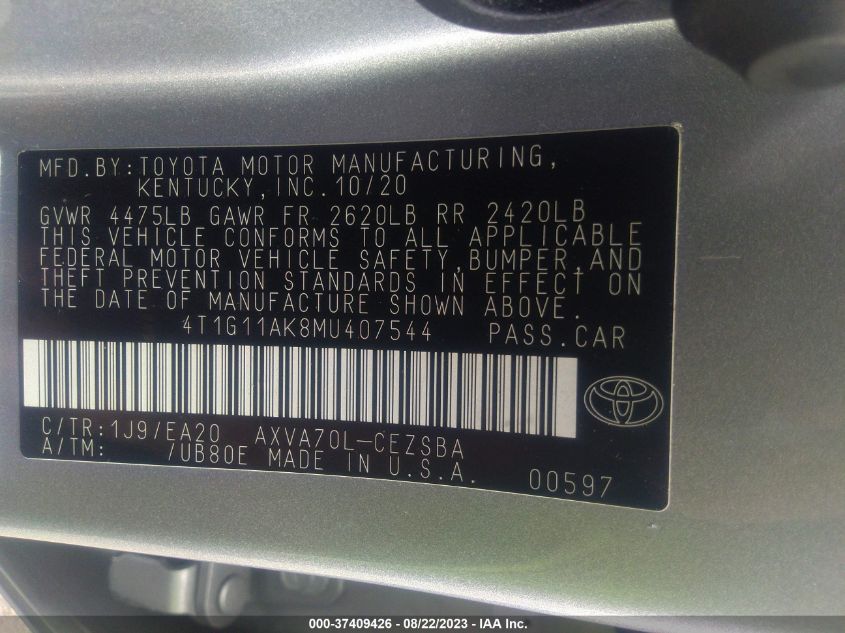 MFD.BY:TOYOTA MOTOR MANUFACTURING,
KENTUCKY,INC.10/20
GVWR 4475LB GAWR FR 2620LB RR 2420LB
THIS VEHICLE CONFORMS TO ALL APPLICABLE
FEDERAL MOTOR VEHICLE SAFETY,BUMPER,AND
THEFT PREVENTION STANDARDS IN EFFECT ON
THE DATE OF MANUFACTURE SHOWN ABOVE.
4T1G11AK8MU407544 PASS.CAR
C/TR:1J9/EA20 AXVA70L-CEZSBA
A/TM: /UB80E MADE IN U.S.A. 00597
000-37409426 - 08/22/2023 - IAA Inc.